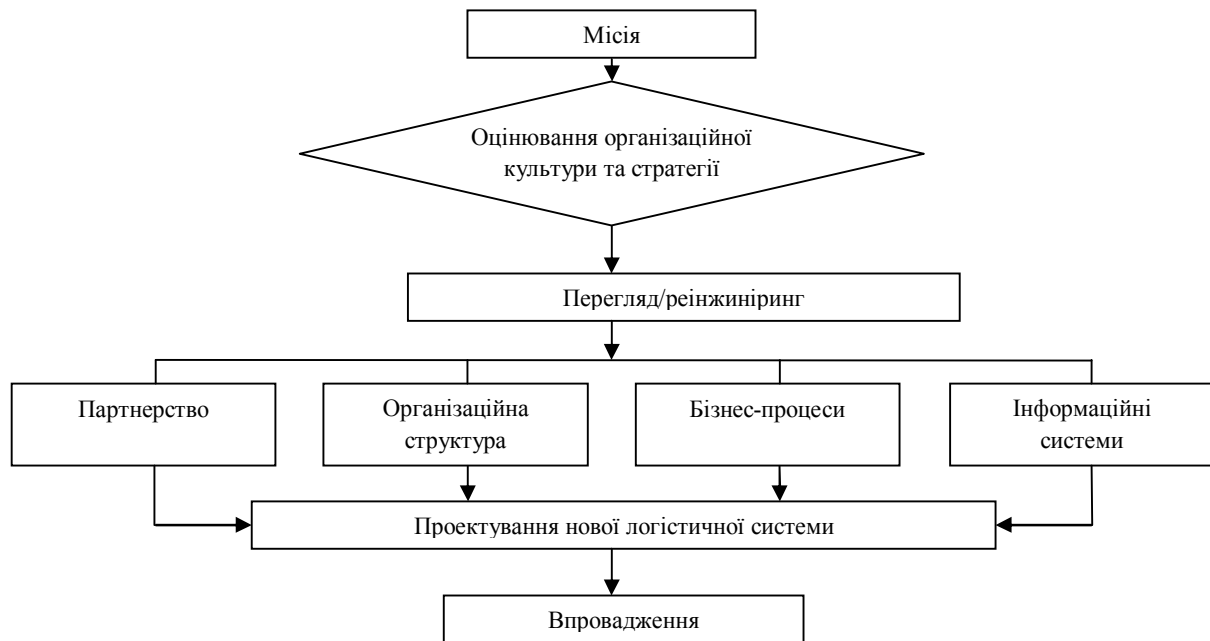 Місія
Оцінювання організаційної
культури та стратегії
Перегляд/реінжиніринг
Партнерство
Організаційна
структура
Бізнес-процеси
Інформаційні
системи
Проектування нової логістичної системи
Впровадження